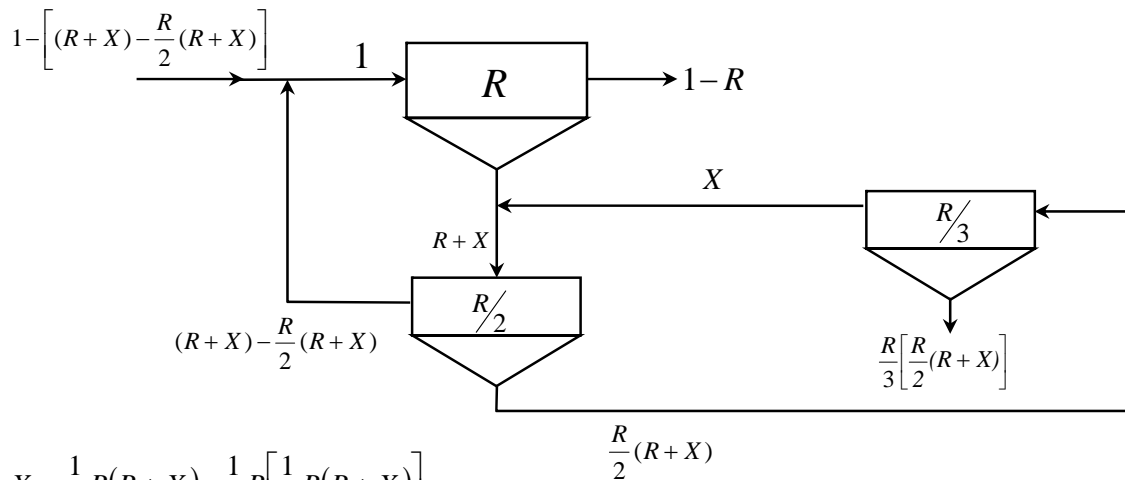 1−[(R+X)−R/2(R+X)]
1
R
1−R
X
R/3
R+X
R/2
(R+X)−R/2(R+X)
R/3[R/2(R+X)]
R/2(R+X)